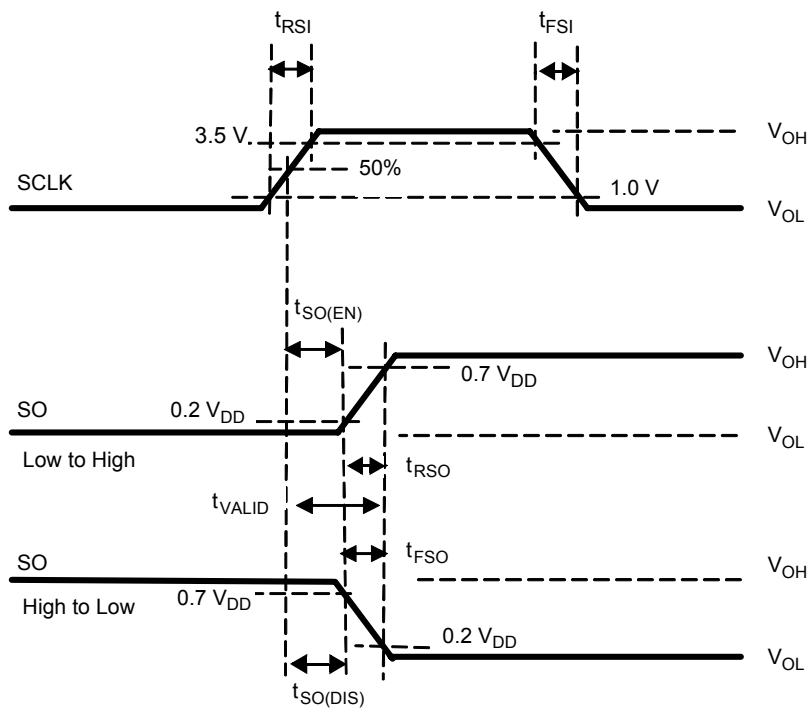 tRSI
tFSI
3.5 V
VOH
50%
SCLK
1.0 V
VOL
tSO(EN)
VOH
0.7 VDD
SO
0.2 VDD
VOL
Low to High
tRSO
tVALID
tFSO
SO
VOH
0.7 VDD
High to Low
0.2 VDD
VOL
tSO(DIS)